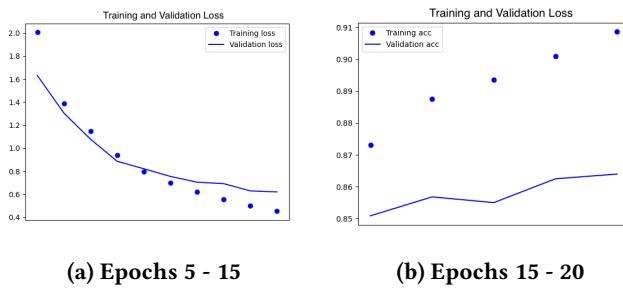 Training and Validation Loss
2.0
1.8
1.6
1.4
1.2
1.0
0.8
0.6
0.4
Training loss
Validation loss
(a) Epochs 5 - 15
Training and Validation Loss
0.91
0.90
0.89
0.88
0.87
0.86
0.85
Training acc
Validation acc
(b) Epochs 15 - 20